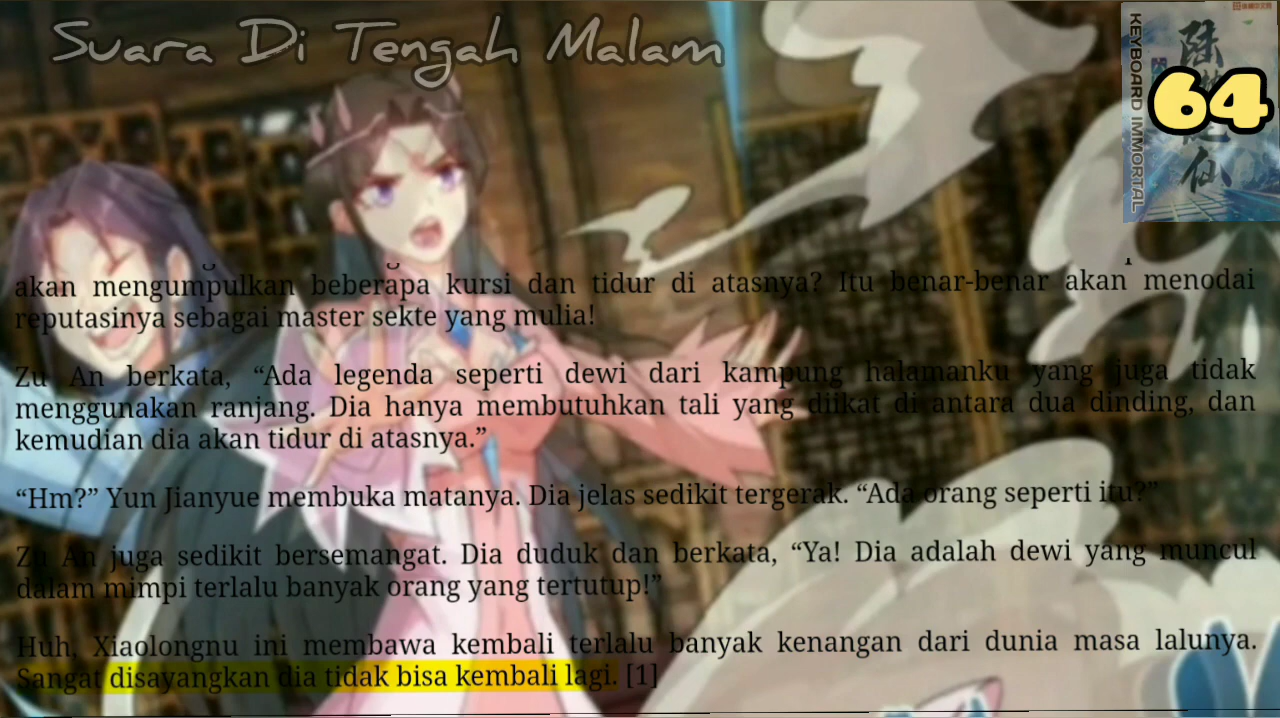 Suara Di Tengah Malam
64
KEYBOARD IMMORTAL
akan mengumpulkan beberapa kursi dan tidur di atasnya? Itu benar-benar akan menodai
reputasinya sebagai master sekte yang mulia!
Zu An berkata, “Ada legenda seperti dewi dari kampung halamanku yang juga tidak
menggunakan ranjang. Dia hanya membutuhkan tali yang diikat di antara dua dinding, dan
kemudian dia akan tidur di atasnya.”
“Hm?” Yun Jianyue membuka matanya. Dia jelas sedikit tergerak. “Ada orang seperti itu?”
Zu An juga sedikit bersemangat. Dia duduk dan berkata, “Ya! Dia adalah dewi yang muncul
dalam mimpi terlalu banyak orang yang tertutup!”
Huh, Xiaolongnu ini membawa kembali terlalu banyak kenangan dari dunia masa lalunya.
Sangat disayangkan dia tidak bisa kembali lagi. [1]